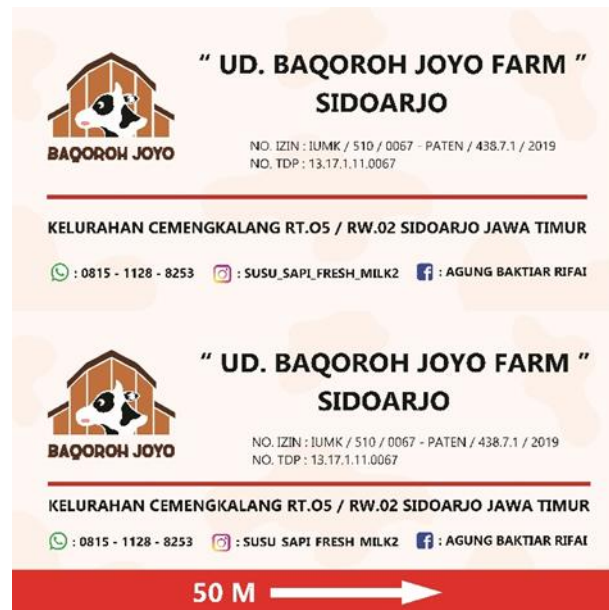 " UD. BAQOROH JOYO FARM "
SIDOARJO
BAQOROH JOYO
NO. IZIN : IUMK / 510 / 0067 - PATEN / 438.7.1 / 2019
NO. TDP : 13.17.1.11.0067
KELURAHAN CEMENGKALANG RT.O5 / RW.02 SIDOARJO JAWA TIMUR
: 0815 - 1128 - 8253 : SUSU_SAPI_FRESH_MILK2 : AGUNG BAKTIAR RIFAI
" UD. BAQOROH JOYO FARM "
SIDOARJO
BAQOROH JOYO
NO. IZIN : IUMK / 510 / 0067 - PATEN / 438.7.1 / 2019
NO. TDP : 13.17.1.11.0067
KELURAHAN CEMENGKALANG RT.O5 / RW.02 SIDOARJO JAWA TIMUR
: 0815 - 1128 - 8253 : SUSU SAPI FRESH MILK2 : AGUNG BAKTIAR RIFAI
50 M